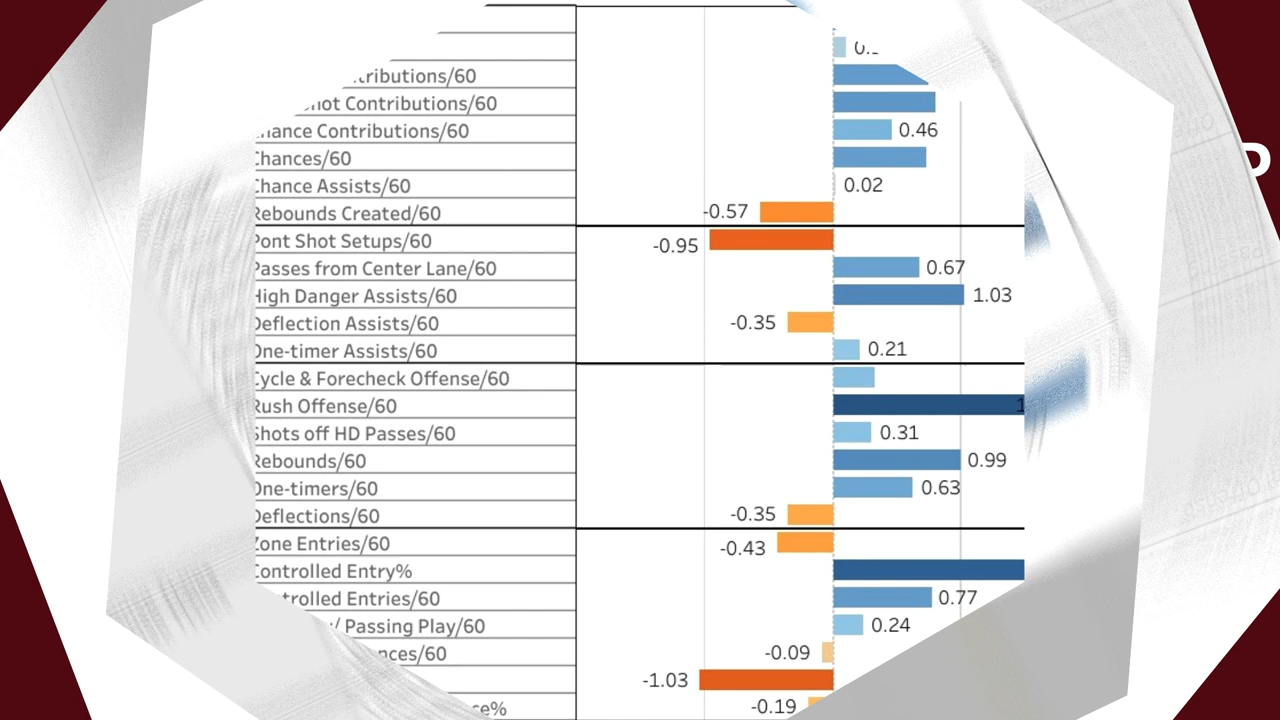 0.
tributions/60
hot Contributions/60
Chance Contributions/60 0.46
Chances/60
Chance Assists/60 0.02
Rebounds Created/60 -0.57
Pont Shot Setups/60 -0.95
Passes from Center Lane/60 0.67
High Danger Assists/60 1.03
Deflection Assists/60 -0.35
One-timer Assists/60 0.21
Cycle & Forecheck Offense/60
Rush Offense/60 1
Shots off HD Passes/60 0.31
Rebounds/60 0.99
One-timers/60 0.63
Deflections/60 -0.35
Zone Entries/60 -0.43
Controlled Entry%
trolled Entries/60 0.77
/ Passing Play/60 0.24
nces/60 -0.09
-1.03
ce% -0.19